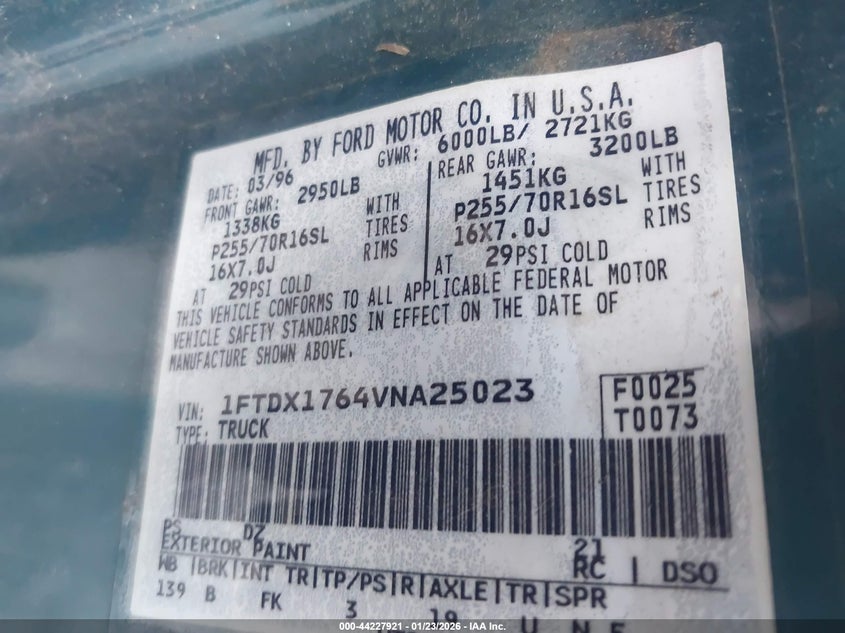 MFD. BY FORD MOTOR CO. IN U.S.A.
DATE: 03/96 GVWR: 6000LB/ 2721KG
FRONT GAWR: 2950LB REAR GAWR: 3200LB
1338KG WITH 1451KG WITH
P255/70R16SL TIRES P255/70R16SL TIRES
16X7.0J RIMS 16X7.0J RIMS
AT 29PSI COLD AT 29PSI COLD
THIS VEHICLE CONFORMS TO ALL APPLICABLE FEDERAL MOTOR
VEHICLE SAFETY STANDARDS IN EFFECT ON THE DATE OF
MANUFACTURE SHOWN ABOVE.
VIN: 1FTDX1764VNA25023 F0025
TYPE: TRUCK T0073
PS DZ 21
EXTERIOR PAINT RC DSO
WB BRK INT TR TP/PS R AXLE TR SPR
139 B FK 3 19 U N F
000-44227921 - 01/23/2026 - IAA Inc.